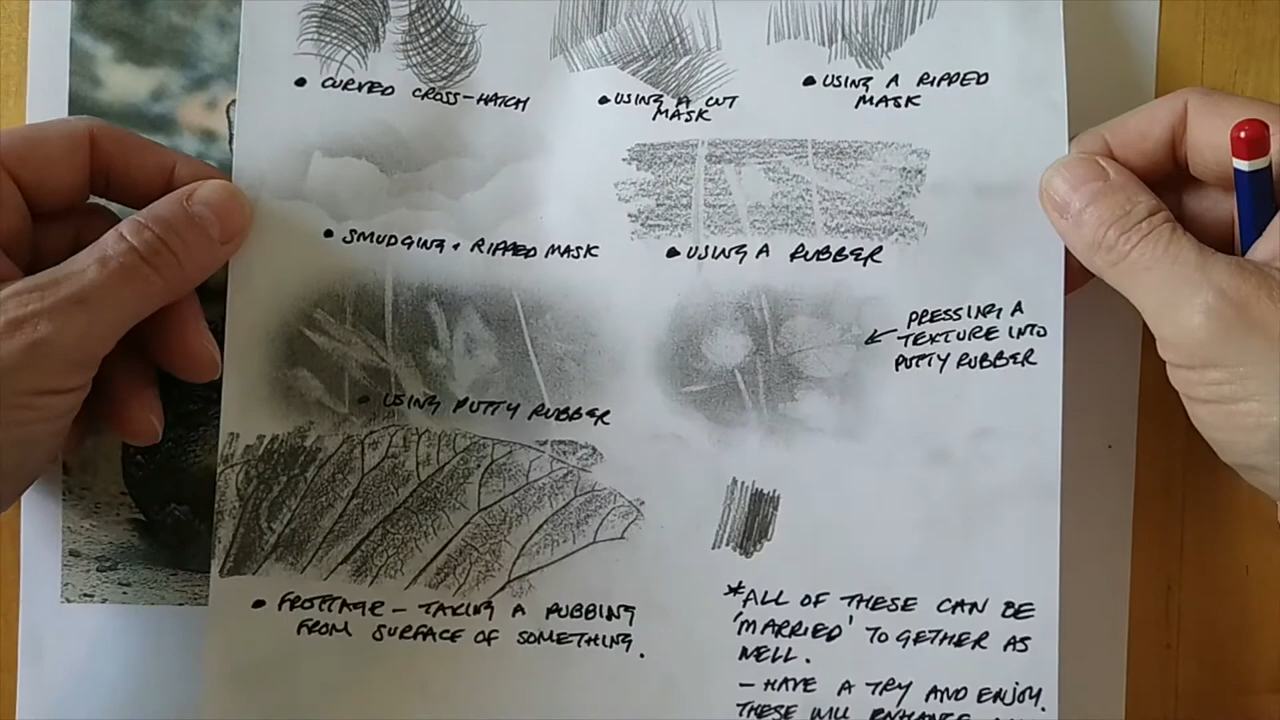 • CURVED CROSS-HATCH
• USING A CUT
MASK
• USING A RIPPED
MASK
• SMUDGING + RIPPED MASK
• USING A RUBBER
PRESSING A
TEXTURE INTO
PUTTY RUBBER
• USING PUTTY RUBBER
• FROTTAGE - TAKING A RUBBING
FROM SURFACE OF SOMETHING.
*ALL OF THESE CAN BE
'MARRIED' TOGETHER AS
WELL.
- HAVE A TRY AND ENJOY.
THESE WILL ENHANCE